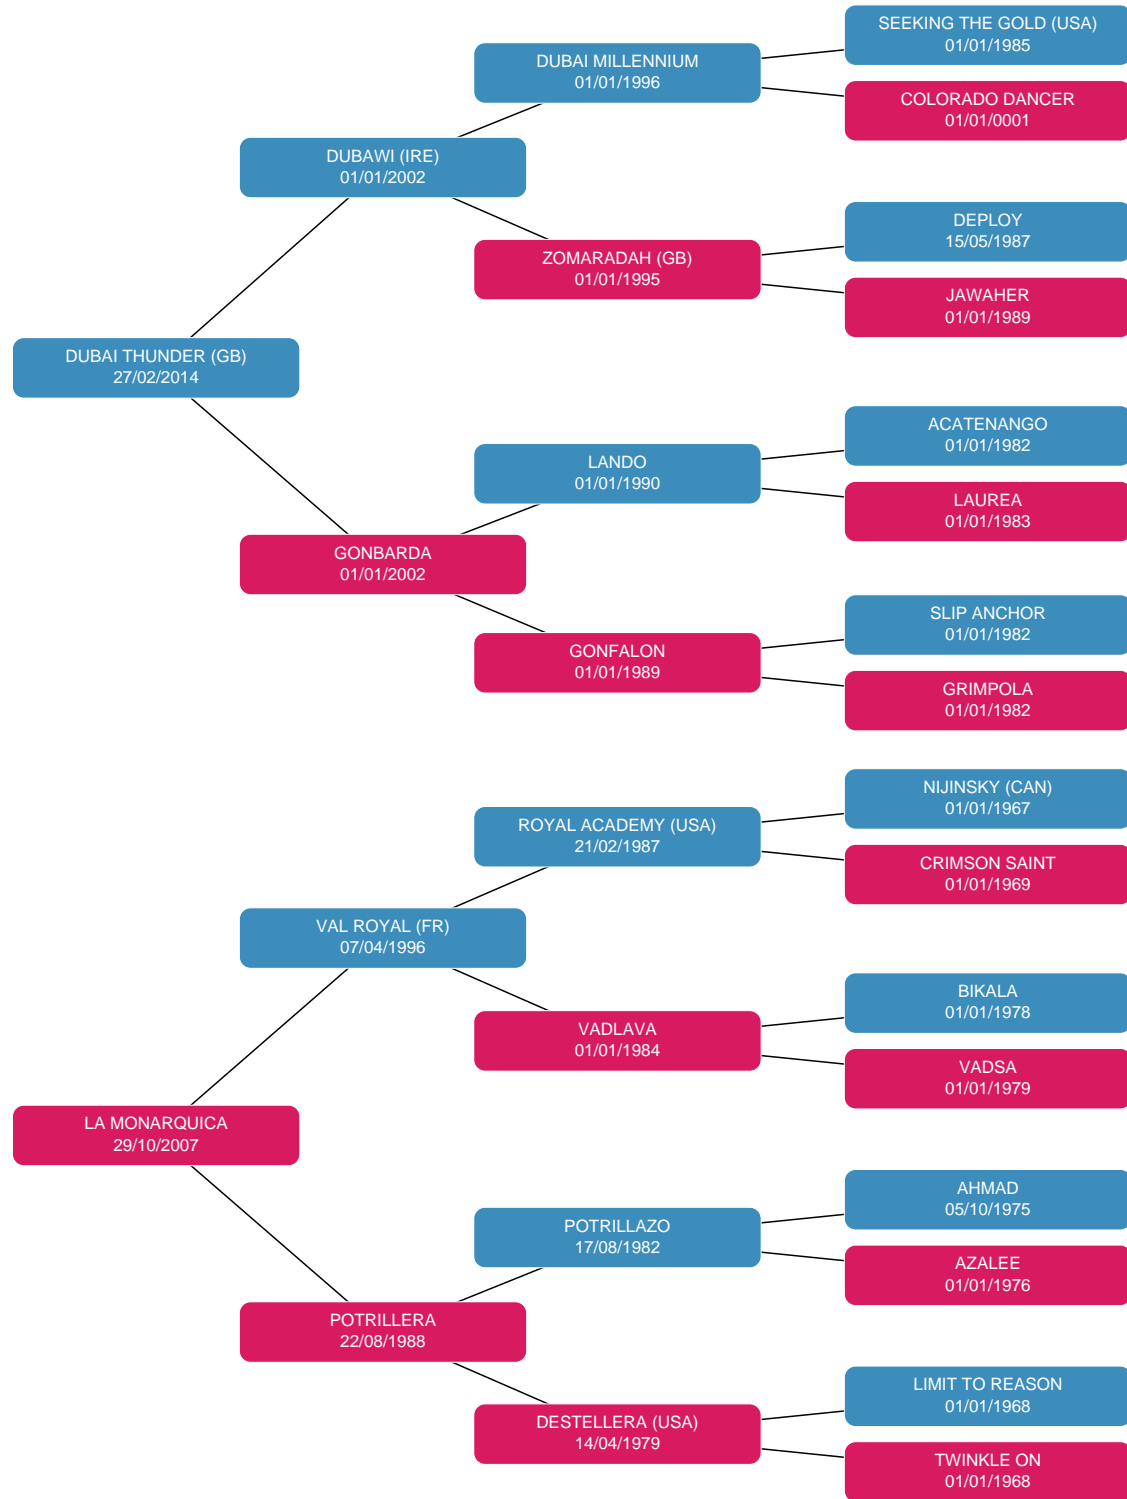 SEEKING THE GOLD (USA)
01/01/1985
DUBAI MILLENNIUM
01/01/1996
COLORADO DANCER
01/01/0001
DUBAWI (IRE)
01/01/2002
DEPLOY
15/05/1987
ZOMARADAH (GB)
01/01/1995
JAWAHER
01/01/1989
DUBAI THUNDER (GB)
27/02/2014
ACATENANGO
01/01/1982
LANDO
01/01/1990
LAUREA
01/01/1983
GONBARDA
01/01/2002
SLIP ANCHOR
01/01/1982
GONFALON
01/01/1989
GRIMPOLA
01/01/1982
NIJINSKY (CAN)
01/01/1967
ROYAL ACADEMY (USA)
21/02/1987
CRIMSON SAINT
01/01/1969
VAL ROYAL (FR)
07/04/1996
BIKALA
01/01/1978
VADLAVA
01/01/1984
VADSA
01/01/1979
LA MONARQUICA
29/10/2007
AHMAD
05/10/1975
POTRILLAZO
17/08/1982
AZALEE
01/01/1976
POTRILLERA
22/08/1988
LIMIT TO REASON
01/01/1968
DESTELLERA (USA)
14/04/1979
TWINKLE ON
01/01/1968